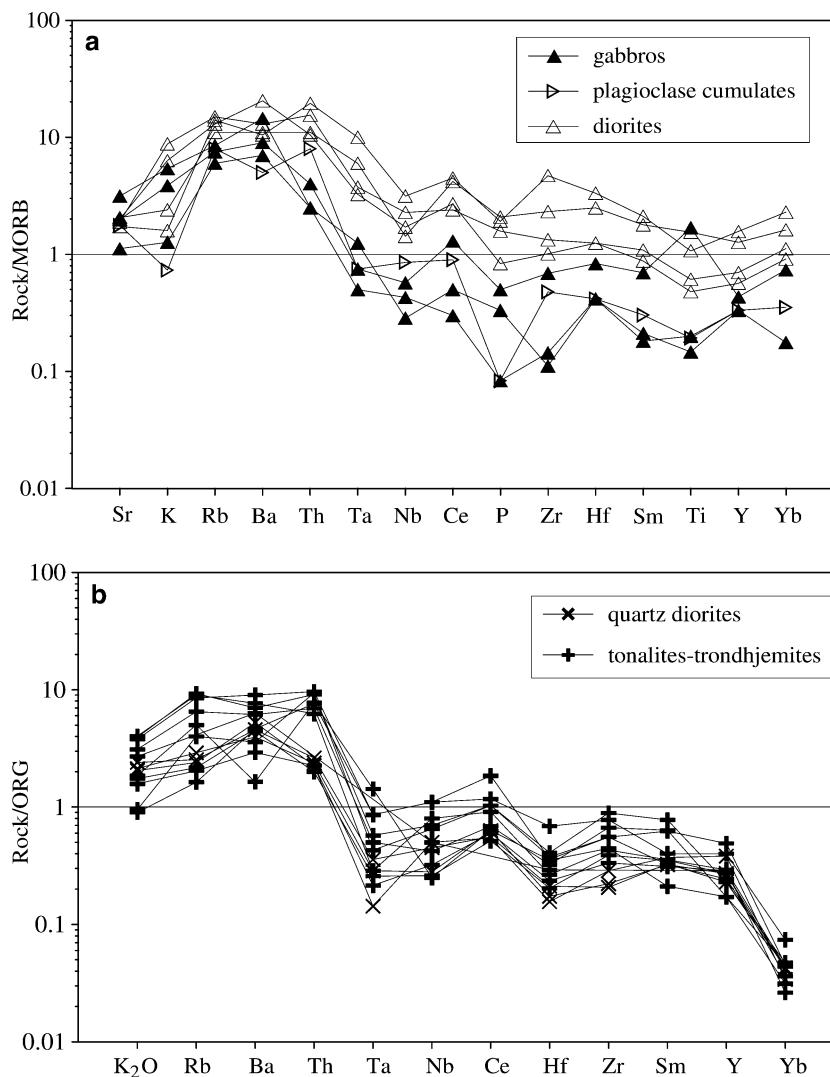 100
a
gabbros
plagioclase cumulates
diorites
10
Rock/MORB
1
0.1
0.01
Sr K Rb Ba Th Ta Nb Ce P Zr Hf Sm Ti Y Yb
100
b
quartz diorites
tonalites-trondhjemites
10
Rock/ORG
1
0.1
0.01
K₂O Rb Ba Th Ta Nb Ce Hf Zr Sm Y Yb